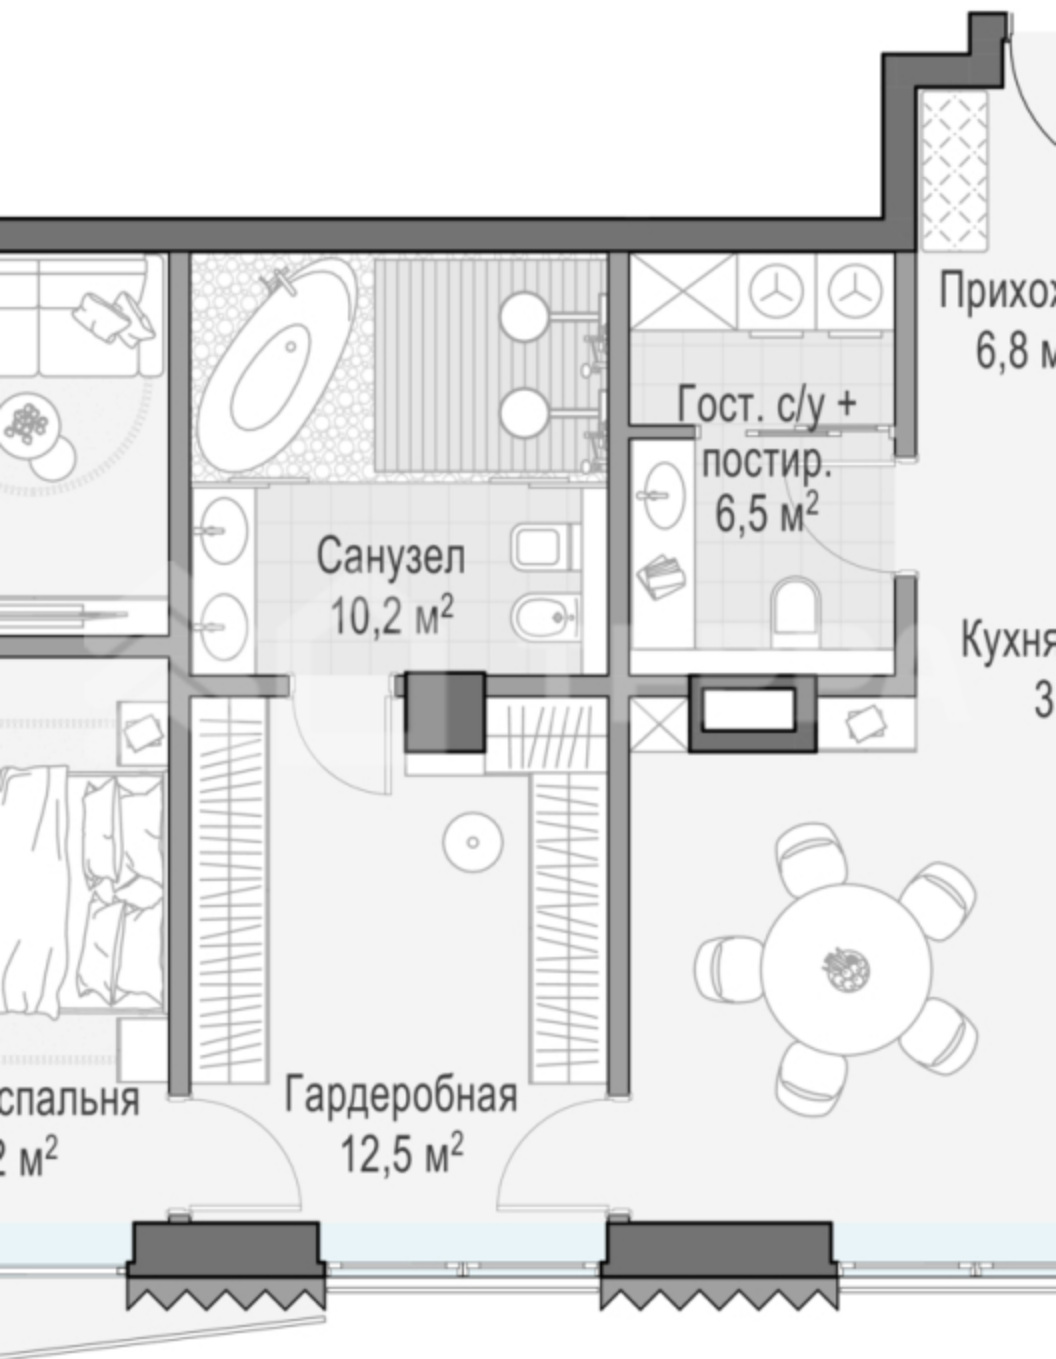 Прихож
6,8 м
Гост. с/у +
постир.
6,5 м²
Санузел
10,2 м²
Кухня
3
спальня
2 м²
Гардеробная
12,5 м²